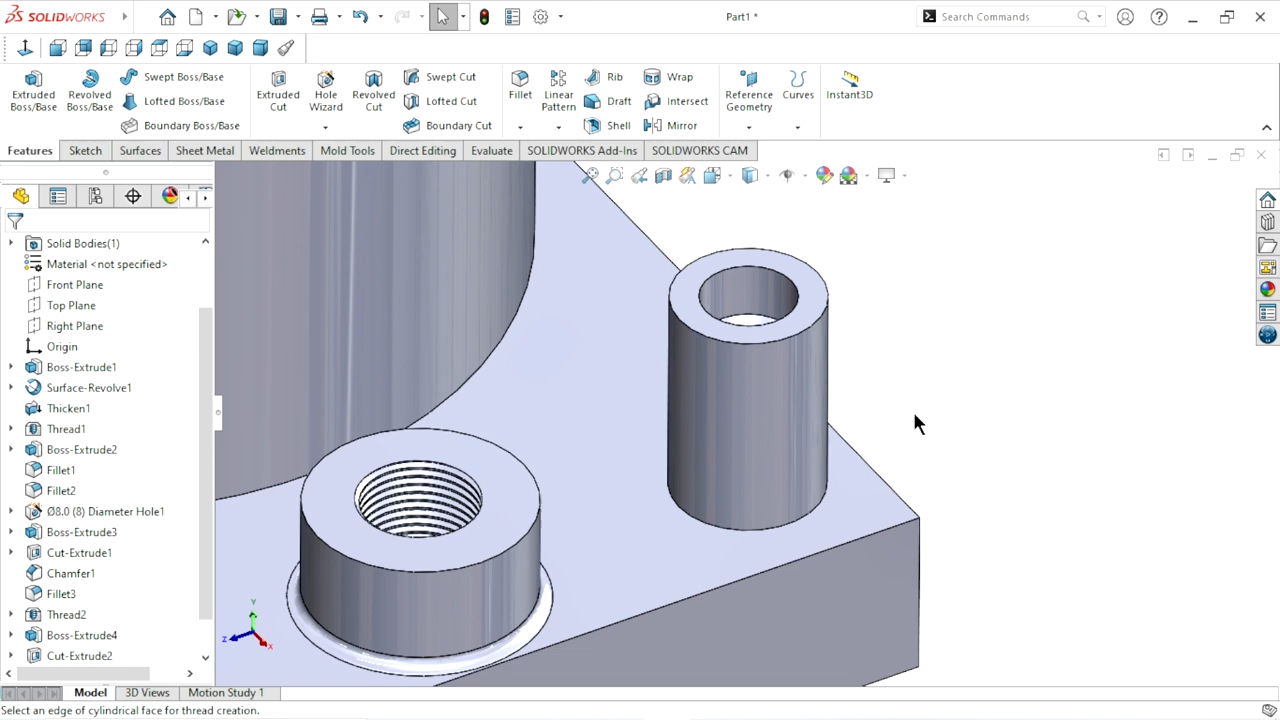 SOLIDWORKS
Part1 *
Search Commands
Extruded Boss/Base
Revolved Boss/Base
Swept Boss/Base
Lofted Boss/Base
Boundary Boss/Base
Extruded Cut
Hole Wizard
Revolved Cut
Swept Cut
Lofted Cut
Boundary Cut
Fillet
Linear Pattern
Rib
Draft
Shell
Wrap
Intersect
Mirror
Reference Geometry
Curves
Instant3D
Features Sketch Surfaces Sheet Metal Weldments Mold Tools Direct Editing Evaluate SOLIDWORKS Add-Ins SOLIDWORKS CAM
Solid Bodies(1)
Material <not specified>
Front Plane
Top Plane
Right Plane
Origin
Boss-Extrude1
Surface-Revolve1
Thicken1
Thread1
Boss-Extrude2
Fillet1
Fillet2
Ø8.0 (8) Diameter Hole1
Boss-Extrude3
Cut-Extrude1
Chamfer1
Fillet3
Thread2
Boss-Extrude4
Cut-Extrude2
Y
Z
X
Model 3D Views Motion Study 1
Select an edge of cylindrical face for thread creation.